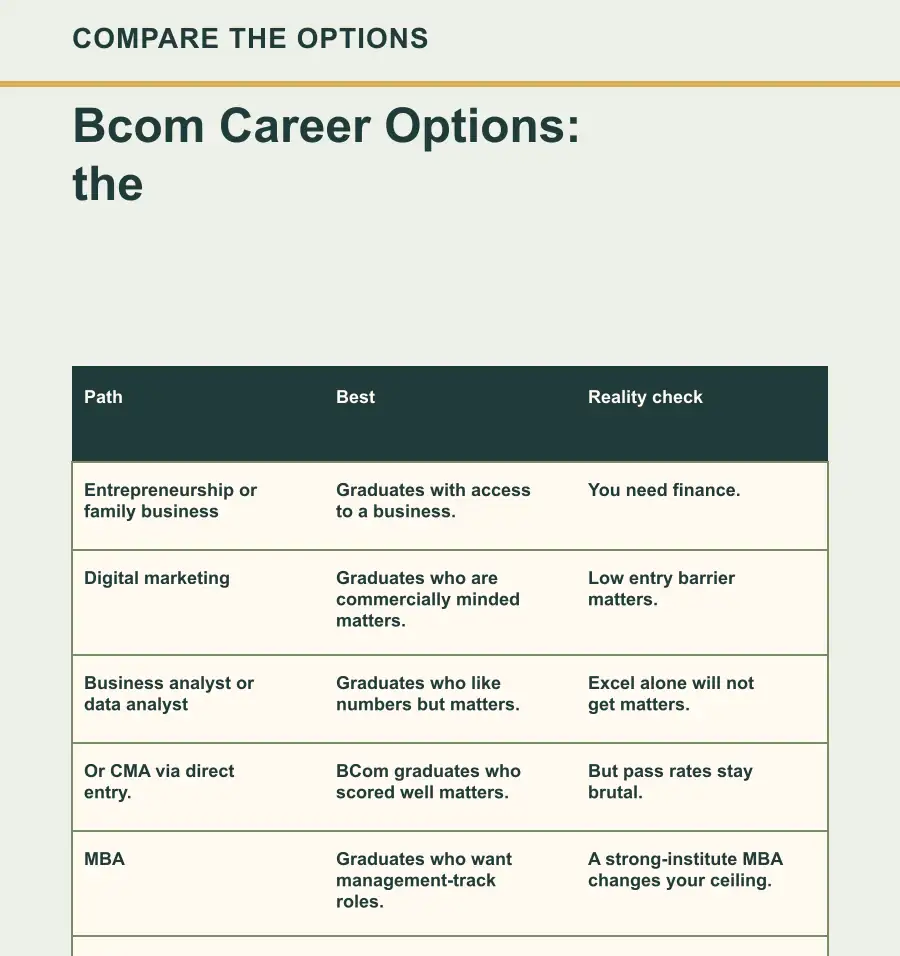 COMPARE THE OPTIONS
Bcom Career Options:
the
Path
Best
Reality check
Entrepreneurship or
family business
Graduates with access
to a business.
You need finance.
Digital marketing
Graduates who are
commercially minded
matters.
Low entry barrier
matters.
Business analyst or
data analyst
Graduates who like
numbers but matters.
Excel alone will not
get matters.
Or CMA via direct
entry.
BCom graduates who
scored well matters.
But pass rates stay
brutal.
MBA
Graduates who want
management-track
roles.
A strong-institute MBA
changes your ceiling.